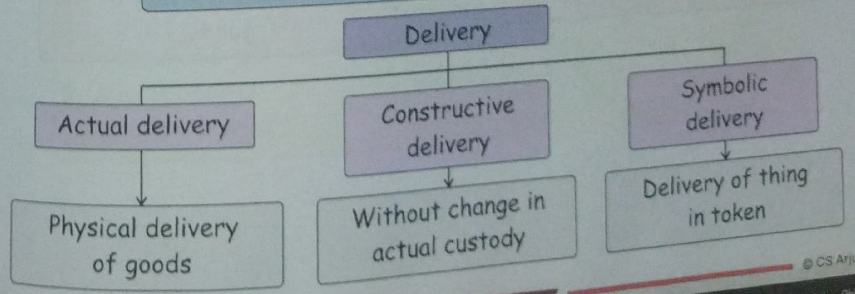 Delivery
Actual delivery
Constructive
delivery
Symbolic
delivery
Physical delivery
of goods
Without change in
actual custody
Delivery of thing
in token
© CS